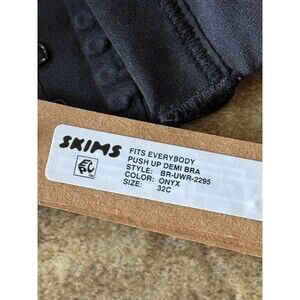 SKIMS
FITS EVERYBODY
PUSH UP DEMI BRA
STYLE: BR-UWR-2295
COLOR: ONYX
SIZE: 32C